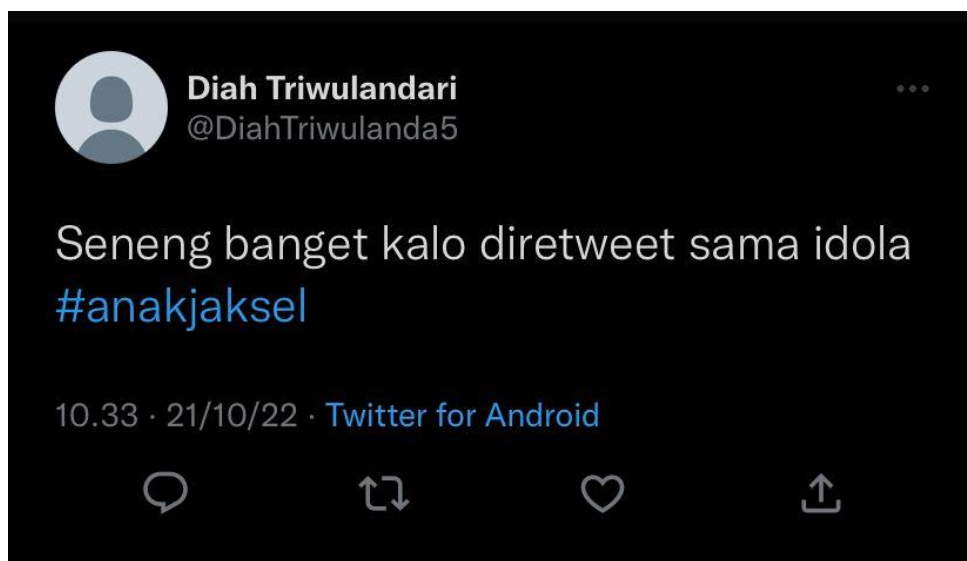 Diah Triwulandari
@DiahTriwulanda5
Seneng banget kalo diretweet sama idola
#anakjaksel
10.33 · 21/10/22 · Twitter for Android